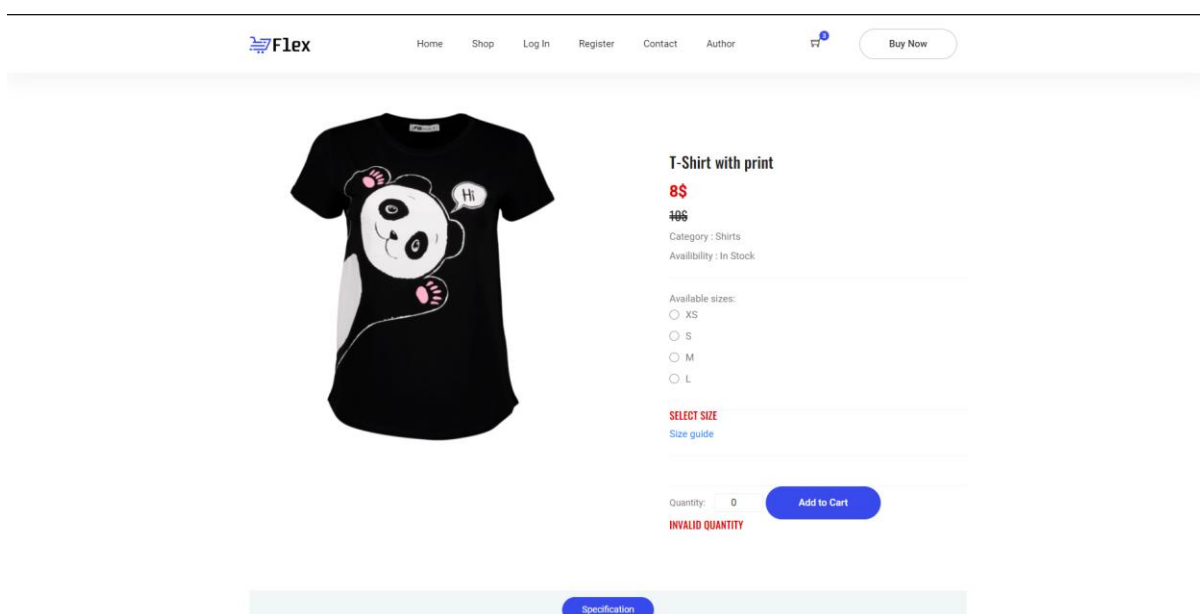 Flex
Home Shop Log In Register Contact Author 3 Buy Now
Hi
T-Shirt with print
8$
10$
Category : Shirts
Availibility : In Stock
Available sizes:
XS
S
M
L
SELECT SIZE
Size guide
Quantity: 0 Add to Cart
INVALID QUANTITY
Specification